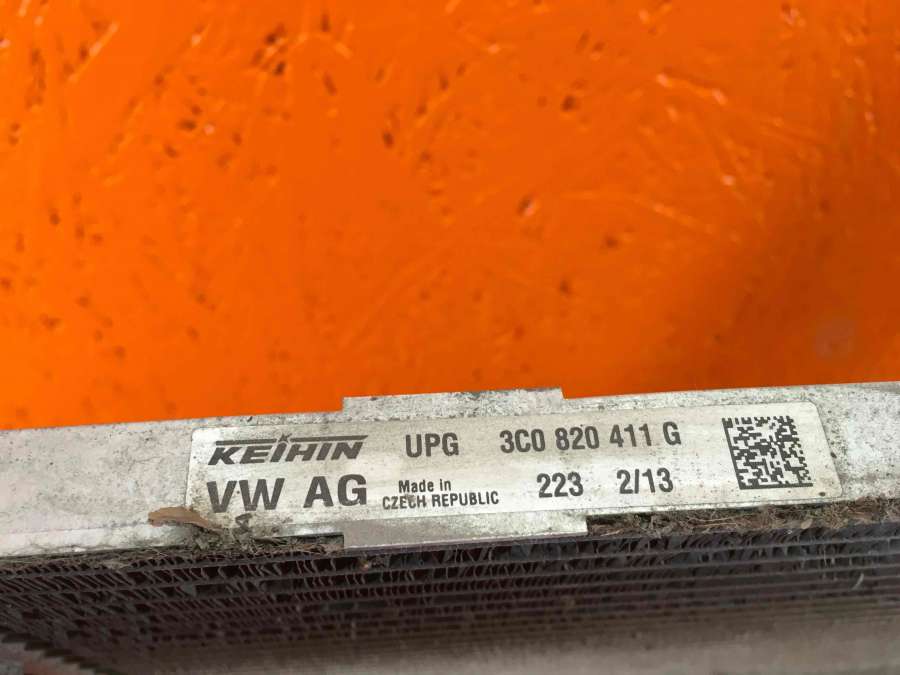 KEIHIN UPG 3C0 820 411 G
VW AG Made in CZECH REPUBLIC 223 2/13